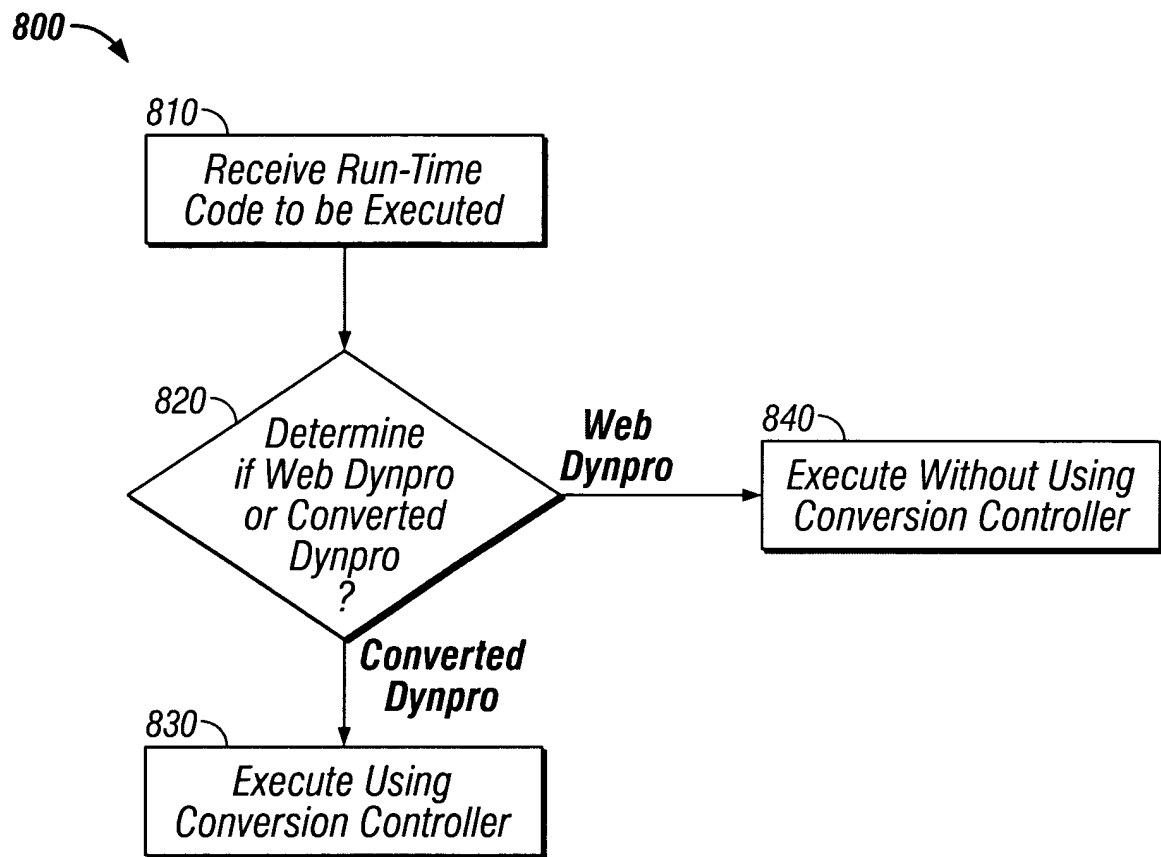 800
810
Receive Run-Time
Code to be Executed
820
Determine
if Web Dynpro
or Converted
Dynpro
?
Web
Dynpro
840
Execute Without Using
Conversion Controller
Converted
Dynpro
830
Execute Using
Conversion Controller